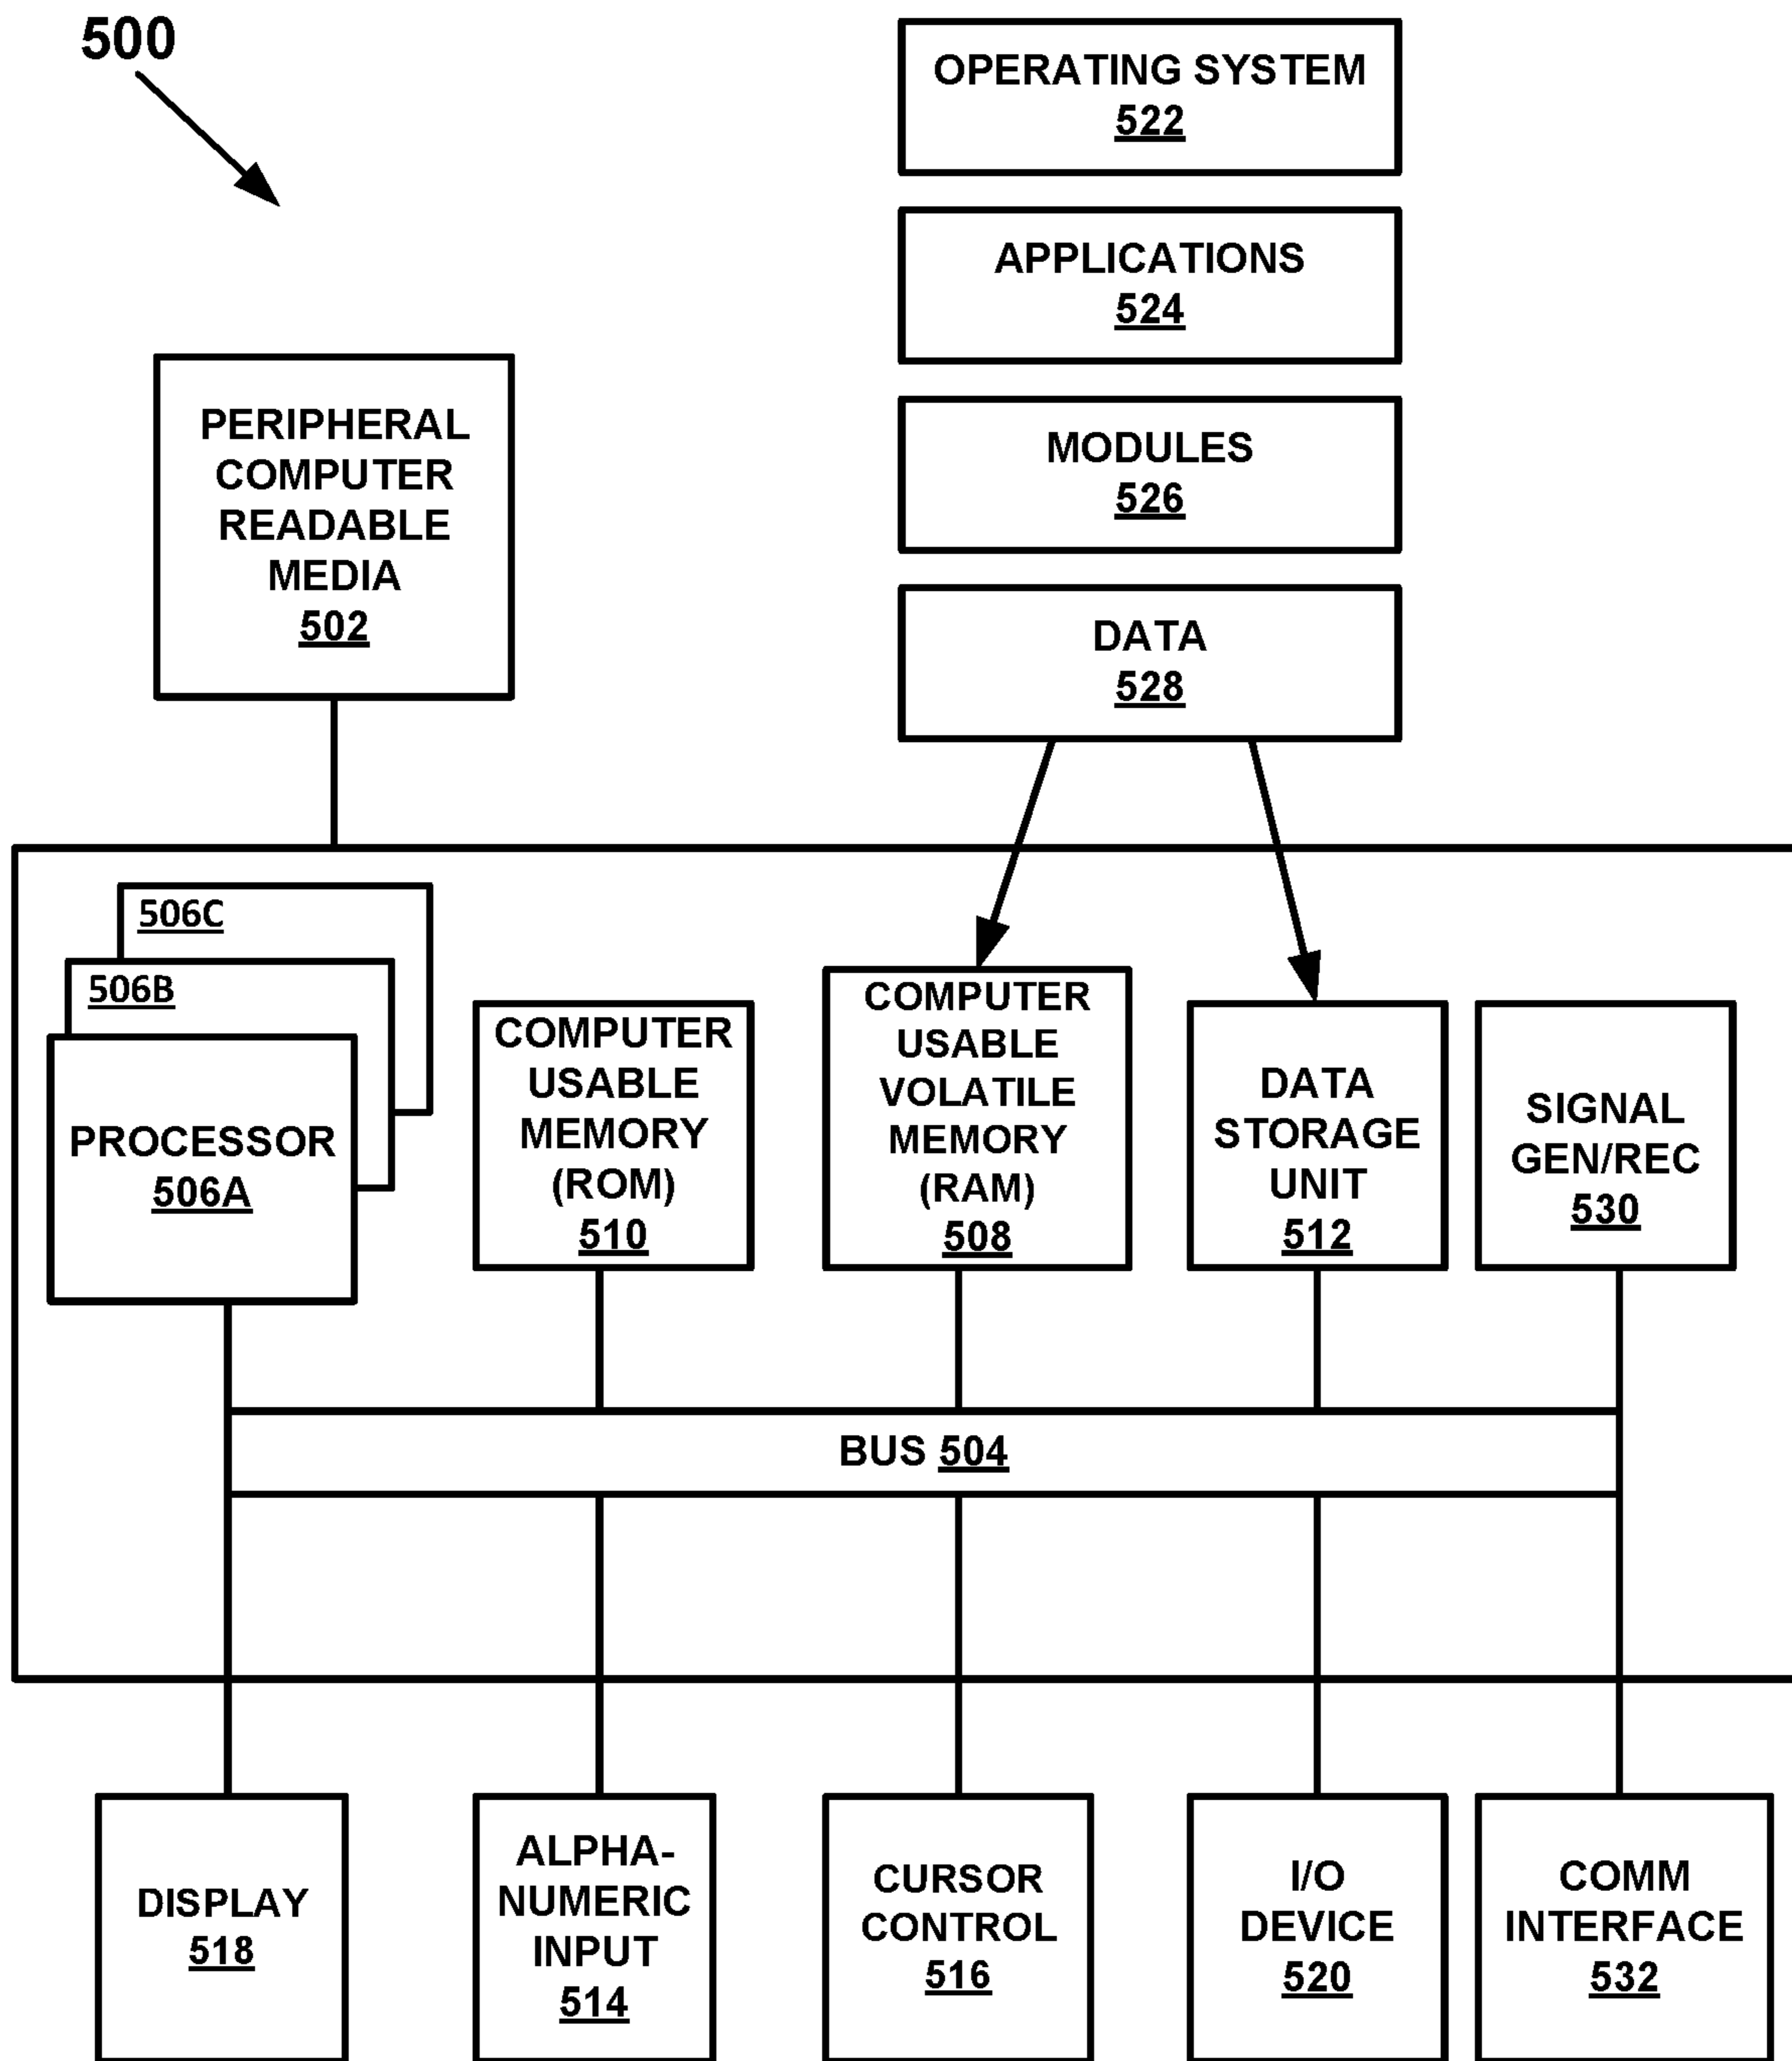 500
OPERATING SYSTEM
522
APPLICATIONS
524
MODULES
526
DATA
528
PERIPHERAL
COMPUTER
READABLE
MEDIA
502
506C
506B
PROCESSOR
506A
COMPUTER
USABLE
MEMORY
(ROM)
510
COMPUTER
USABLE
VOLATILE
MEMORY
(RAM)
508
DATA
STORAGE
UNIT
512
SIGNAL
GEN/REC
530
BUS 504
DISPLAY
518
ALPHA-
NUMERIC
INPUT
514
CURSOR
CONTROL
516
I/O
DEVICE
520
COMM
INTERFACE
532